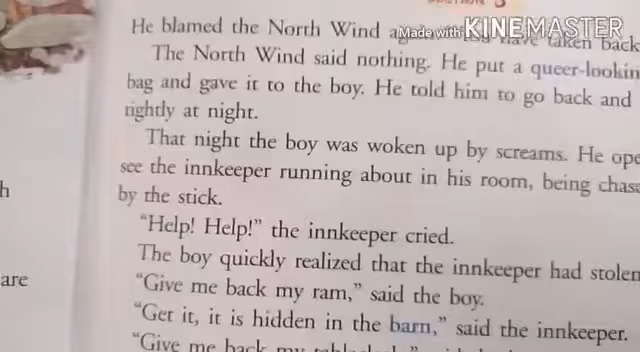 SECTION 3
Made with KINEMASTER
He blamed the North Wind have taken back
The North Wind said nothing. He put a queer-lookin
bag and gave it to the boy. He told him to go back and
rightly at night.
That night the boy was woken up by screams. He ope
see the innkeeper running about in his room, being chase
by the stick.
"Help! Help!" the innkeeper cried.
The boy quickly realized that the innkeeper had stolen
"Give me back my ram," said the boy.
"Get it, it is hidden in the barn," said the innkeeper.
"Give me back my
h
are